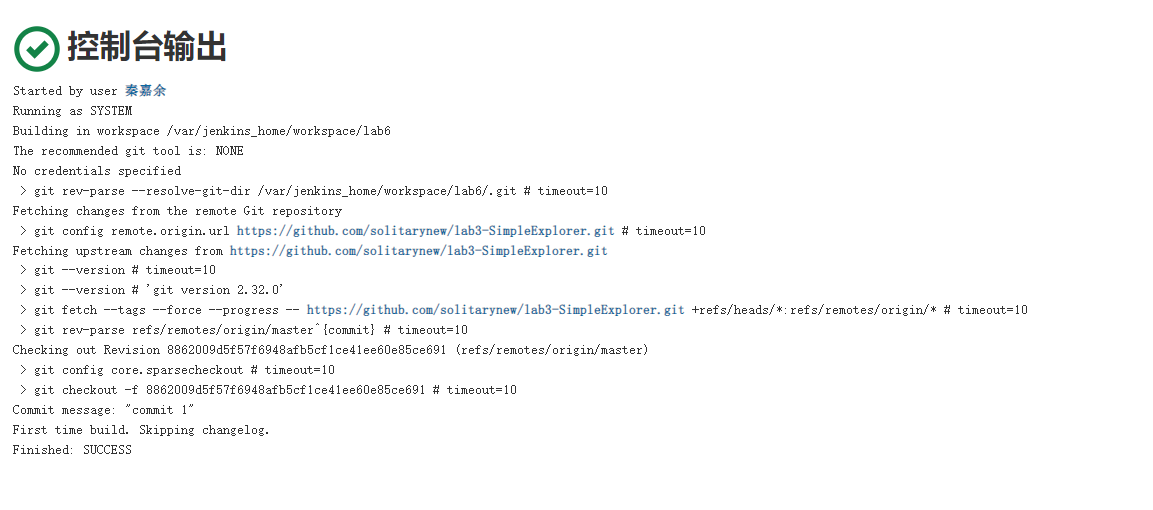 控制台输出
Started by user 秦嘉余
Running as SYSTEM
Building in workspace /var/jenkins_home/workspace/lab6
The recommended git tool is: NONE
No credentials specified
> git rev-parse --resolve-git-dir /var/jenkins_home/workspace/lab6/.git # timeout=10
Fetching changes from the remote Git repository
> git config remote.origin.url https://github.com/solitarynew/lab3-SimpleExplorer.git # timeout=10
Fetching upstream changes from https://github.com/solitarynew/lab3-SimpleExplorer.git
> git --version # timeout=10
> git --version # 'git version 2.32.0'
> git fetch --tags --force --progress -- https://github.com/solitarynew/lab3-SimpleExplorer.git +refs/heads/*:refs/remotes/origin/* # timeout=10
> git rev-parse refs/remotes/origin/master^{commit} # timeout=10
Checking out Revision 8862009d5f57f6948afb5cf1ce41ee60e85ce691 (refs/remotes/origin/master)
> git config core.sparsecheckout # timeout=10
> git checkout -f 8862009d5f57f6948afb5cf1ce41ee60e85ce691 # timeout=10
Commit message: "commit 1"
First time build. Skipping changelog.
Finished: SUCCESS